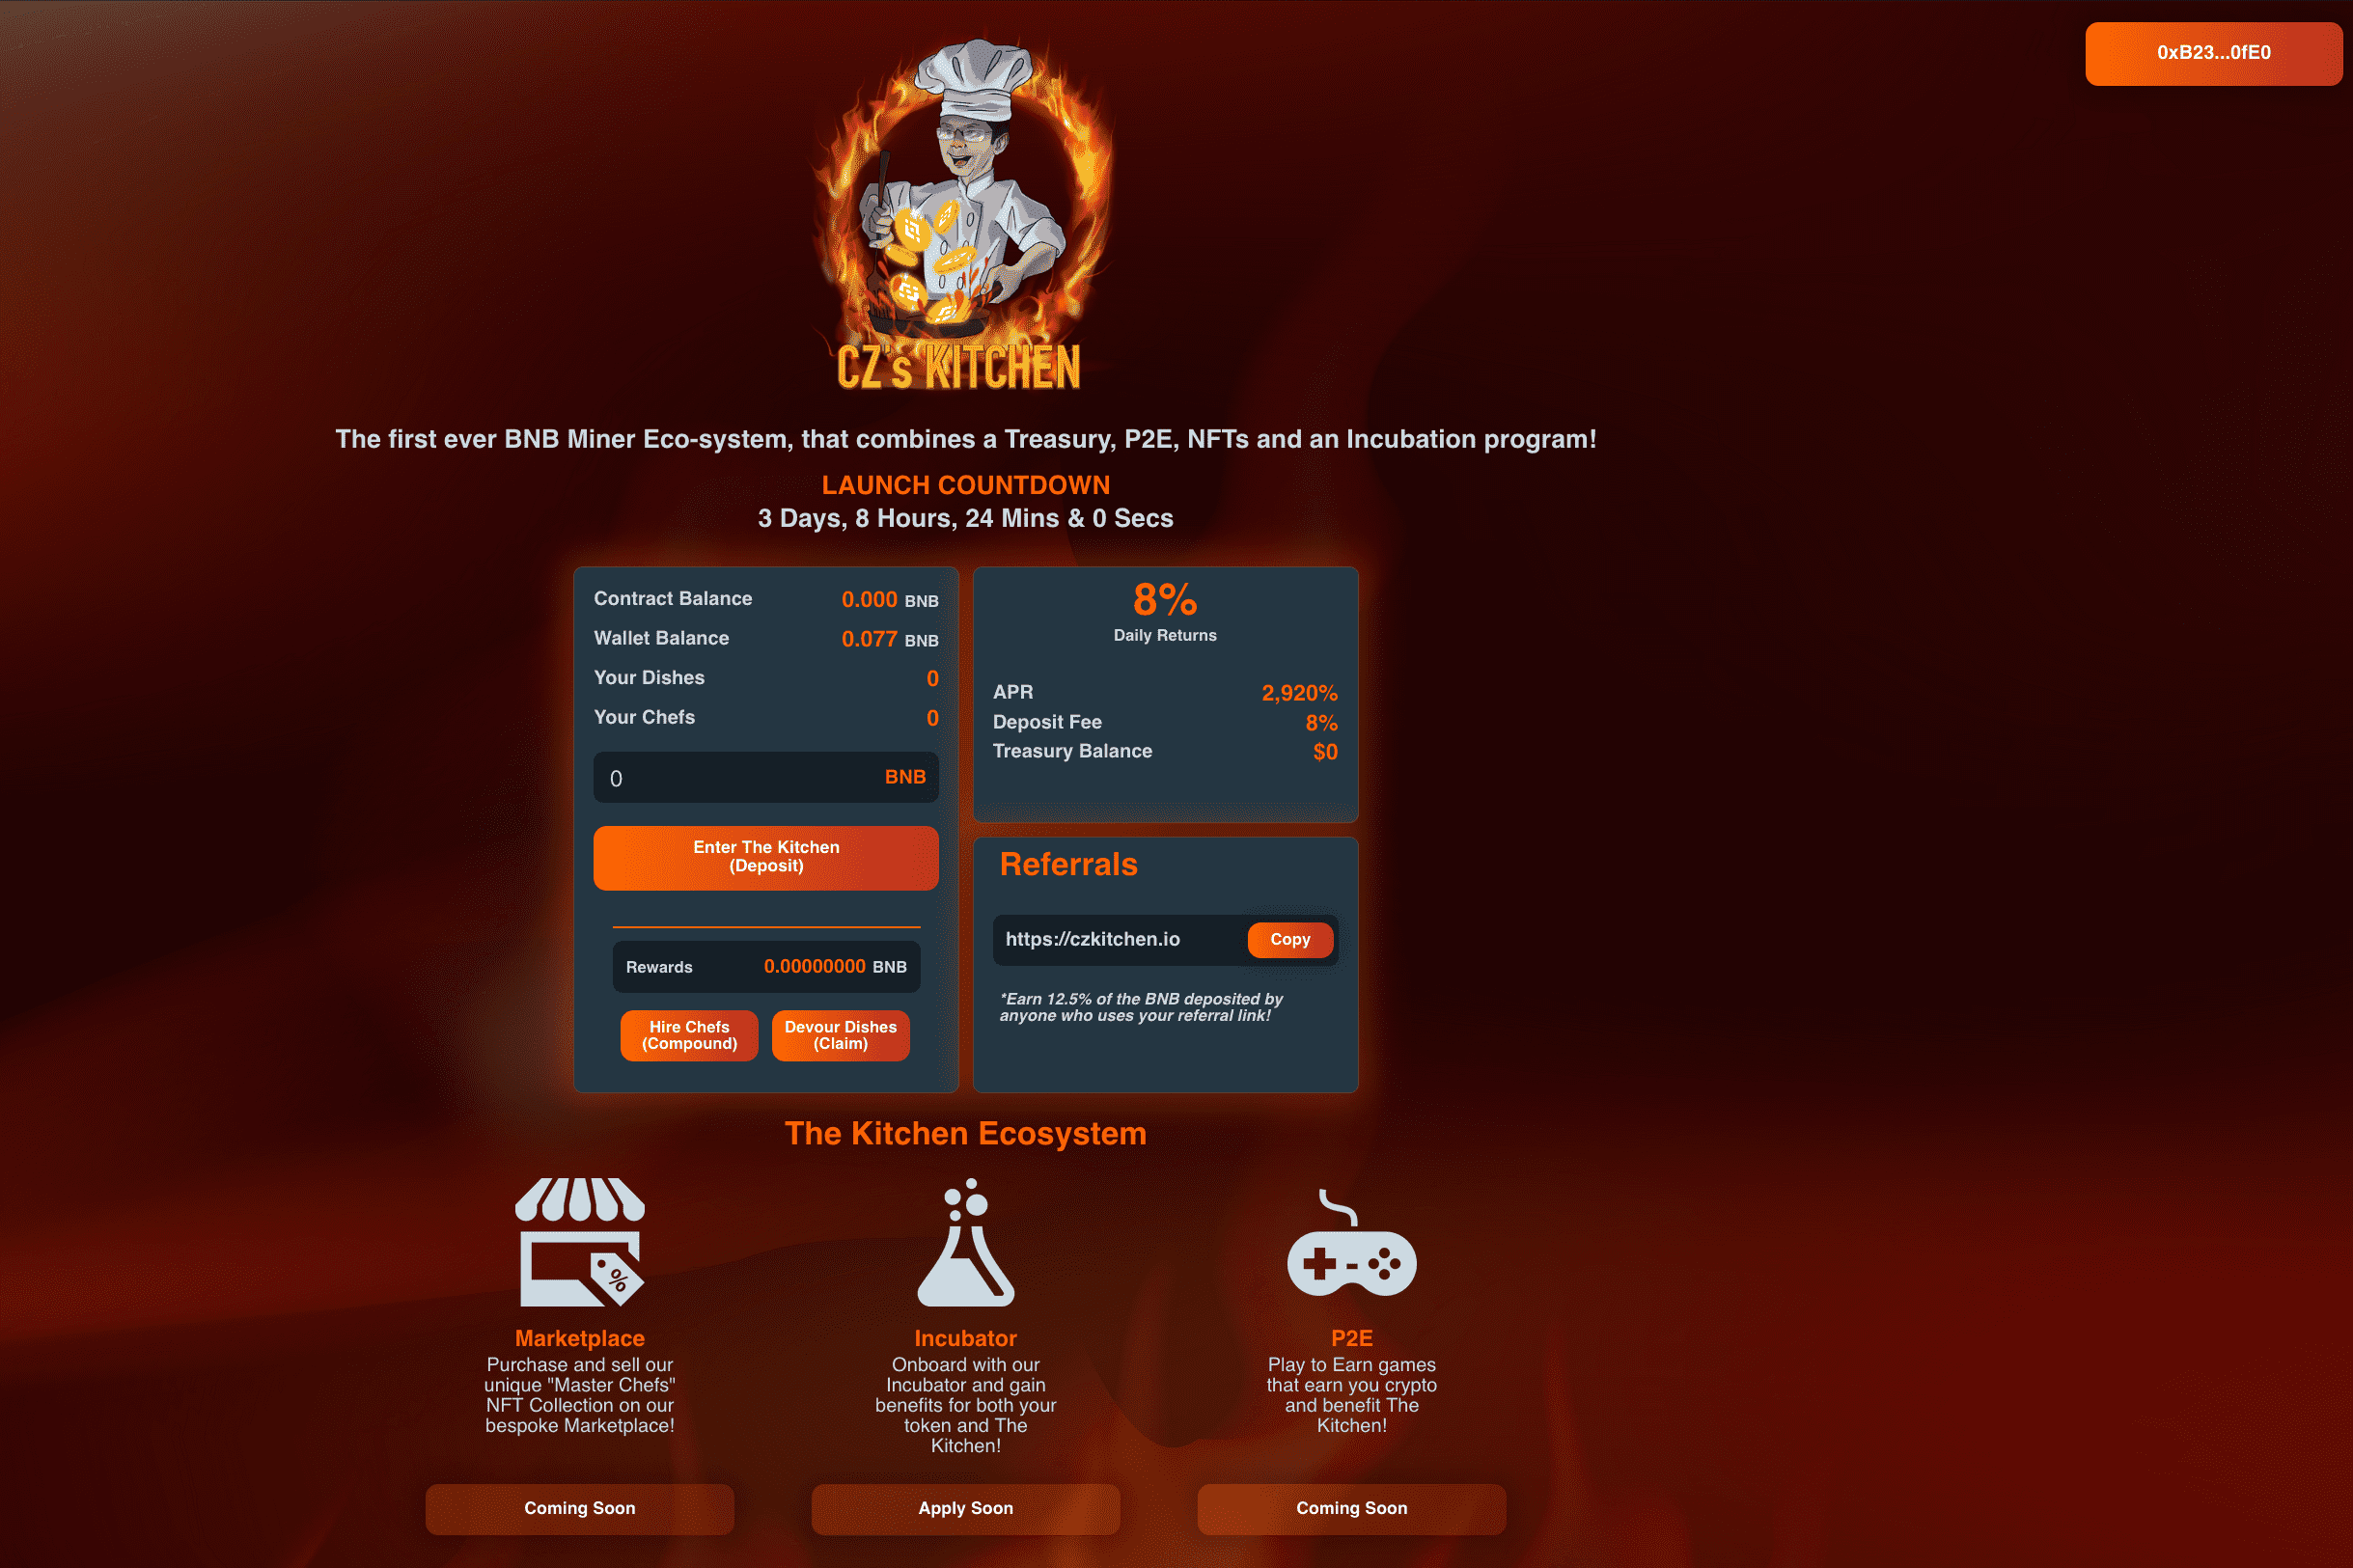 0xB23...0fE0
CZ's KITCHEN
The first ever BNB Miner Eco-system, that combines a Treasury, P2E, NFTs and an Incubation program!
LAUNCH COUNTDOWN
3 Days, 8 Hours, 24 Mins & 0 Secs
Contract Balance 0.000 BNB
Wallet Balance 0.077 BNB
Your Dishes 0
Your Chefs 0
0 BNB
Enter The Kitchen
(Deposit)
Rewards 0.00000000 BNB
Hire Chefs
(Compound)
Devour Dishes
(Claim)
8%
Daily Returns
APR 2,920%
Deposit Fee 8%
Treasury Balance $0
Referrals
https://czkitchen.io Copy
*Earn 12.5% of the BNB deposited by
anyone who uses your referral link!
The Kitchen Ecosystem
%
Marketplace
Purchase and sell our
unique "Master Chefs"
NFT Collection on our
bespoke Marketplace!
Coming Soon
Incubator
Onboard with our
Incubator and gain
benefits for both your
token and The
Kitchen!
Apply Soon
P2E
Play to Earn games
that earn you crypto
and benefit The
Kitchen!
Coming Soon